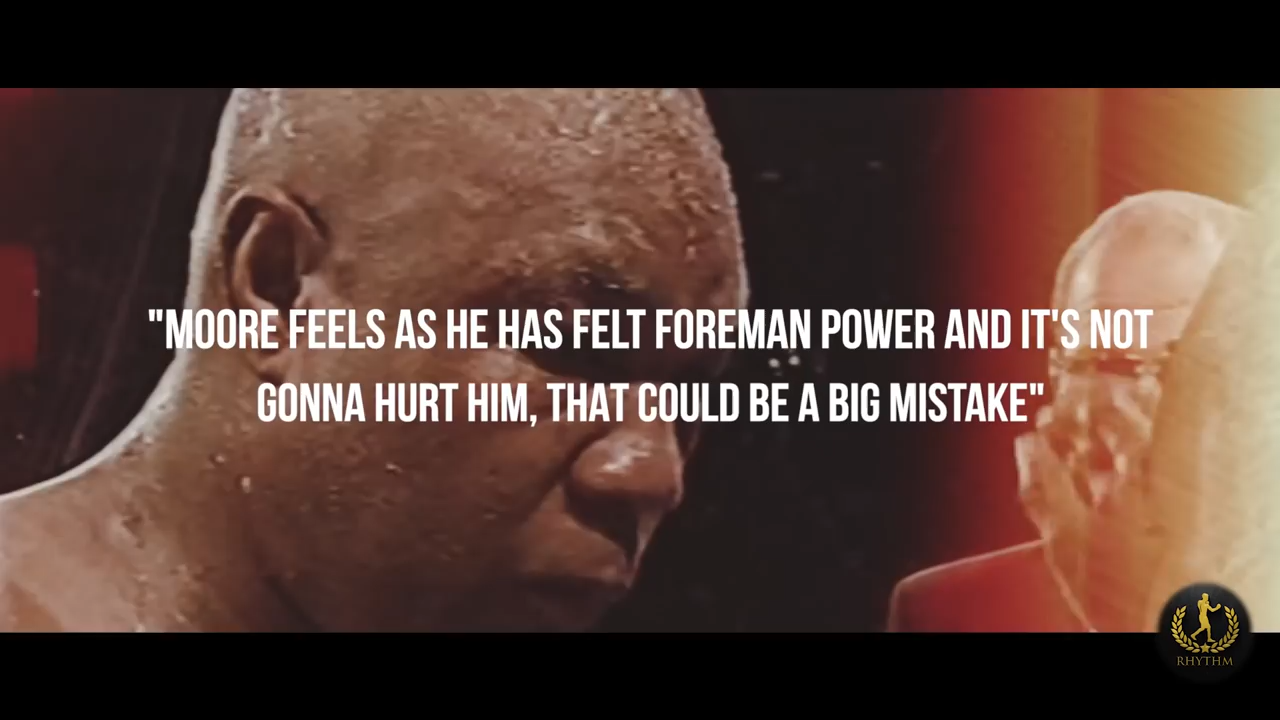 "MOORE FEELS AS HE HAS FELT FOREMAN POWER AND IT'S NOT
GONNA HURT HIM, THAT COULD BE A BIG MISTAKE"
RHYTHM